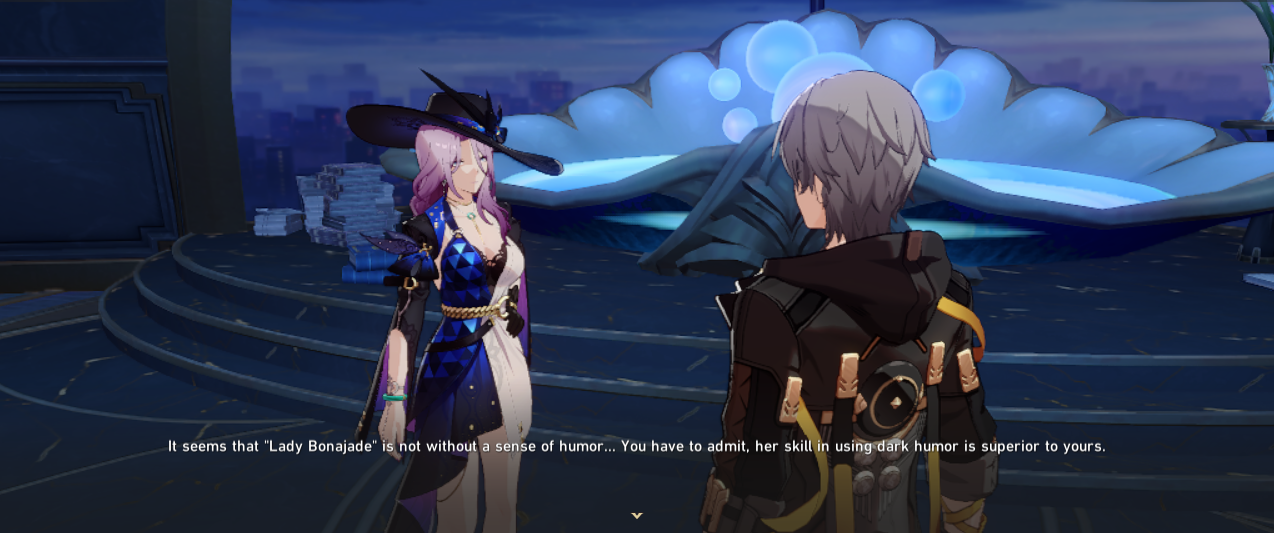 It seems that "Lady Bonajade" is not without a sense of humor... You have to admit, her skill in using dark humor is superior to yours.